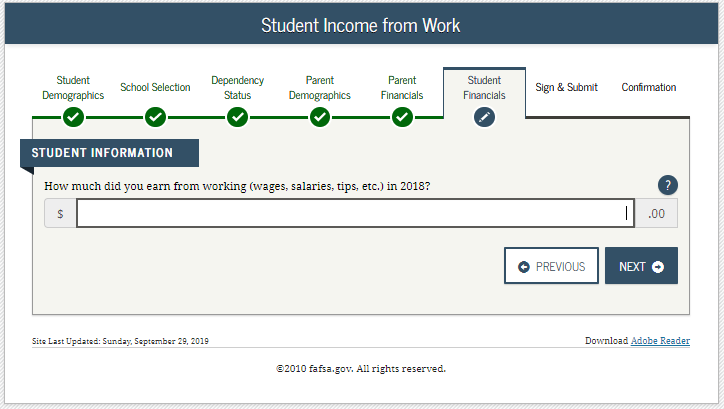 Student Income from Work
Student
Demographics
School Selection
Dependency
Status
Parent
Demographics
Parent
Financials
Student
Financials
Sign & Submit
Confirmation
STUDENT INFORMATION
How much did you earn from working (wages, salaries, tips, etc.) in 2018?
?
$ .00
PREVIOUS
NEXT
Site Last Updated: Sunday, September 29, 2019
Download Adobe Reader
©2010 fafsa.gov. All rights reserved.